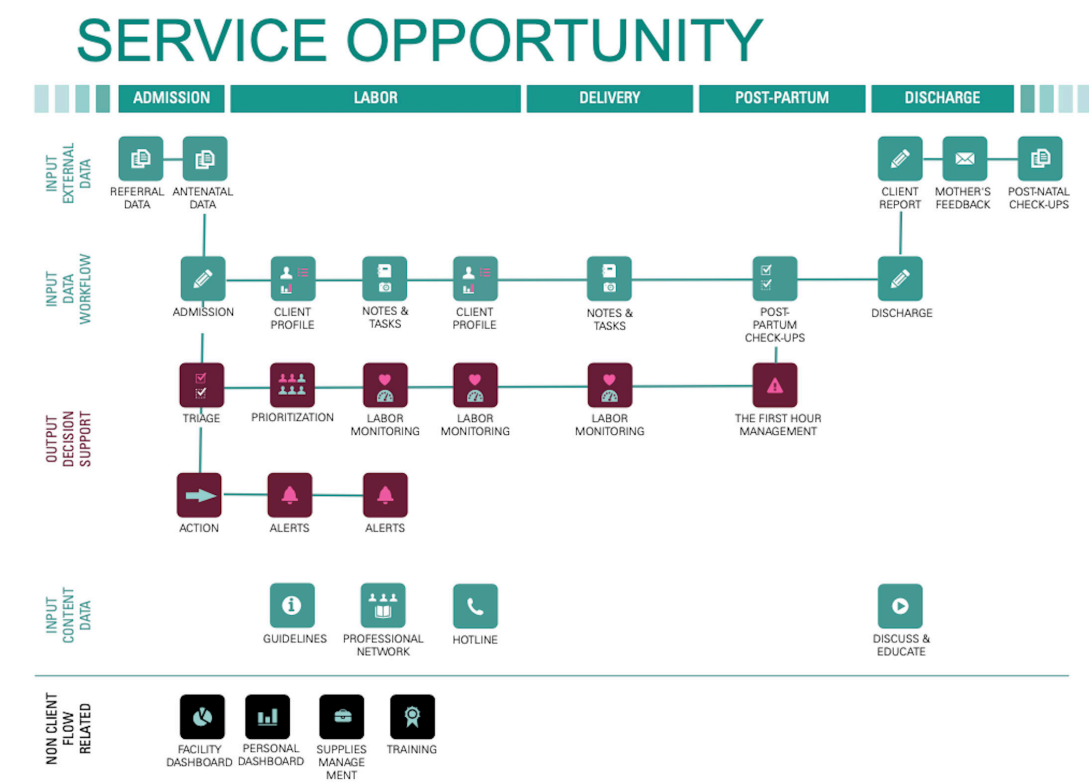 SERVICE OPPORTUNITY
ADMISSION
LABOR
DELIVERY
POST-PARTUM
DISCHARGE
INPUT
EXTERNAL
DATA
REFERRAL
DATA
ANTENATAL
DATA
CLIENT
REPORT
MOTHER'S
FEEDBACK
POST-NATAL
CHECK-UPS
INPUT
DATA
WORKFLOW
ADMISSION
CLIENT
PROFILE
NOTES &
TASKS
CLIENT
PROFILE
NOTES &
TASKS
POST-
PARTUM
CHECK-UPS
DISCHARGE
OUTPUT
DECISION
SUPPORT
TRIAGE
PRIORITIZATION
LABOR
MONITORING
LABOR
MONITORING
LABOR
MONITORING
THE FIRST HOUR
MANAGEMENT
ACTION
ALERTS
ALERTS
INPUT
CONTENT
DATA
GUIDELINES
PROFESSIONAL
NETWORK
HOTLINE
DISCUSS &
EDUCATE
NON CLIENT
FLOW
RELATED
FACILITY
DASHBOARD
PERSONAL
DASHBOARD
SUPPLIES
MANAGE
MENT
TRAINING